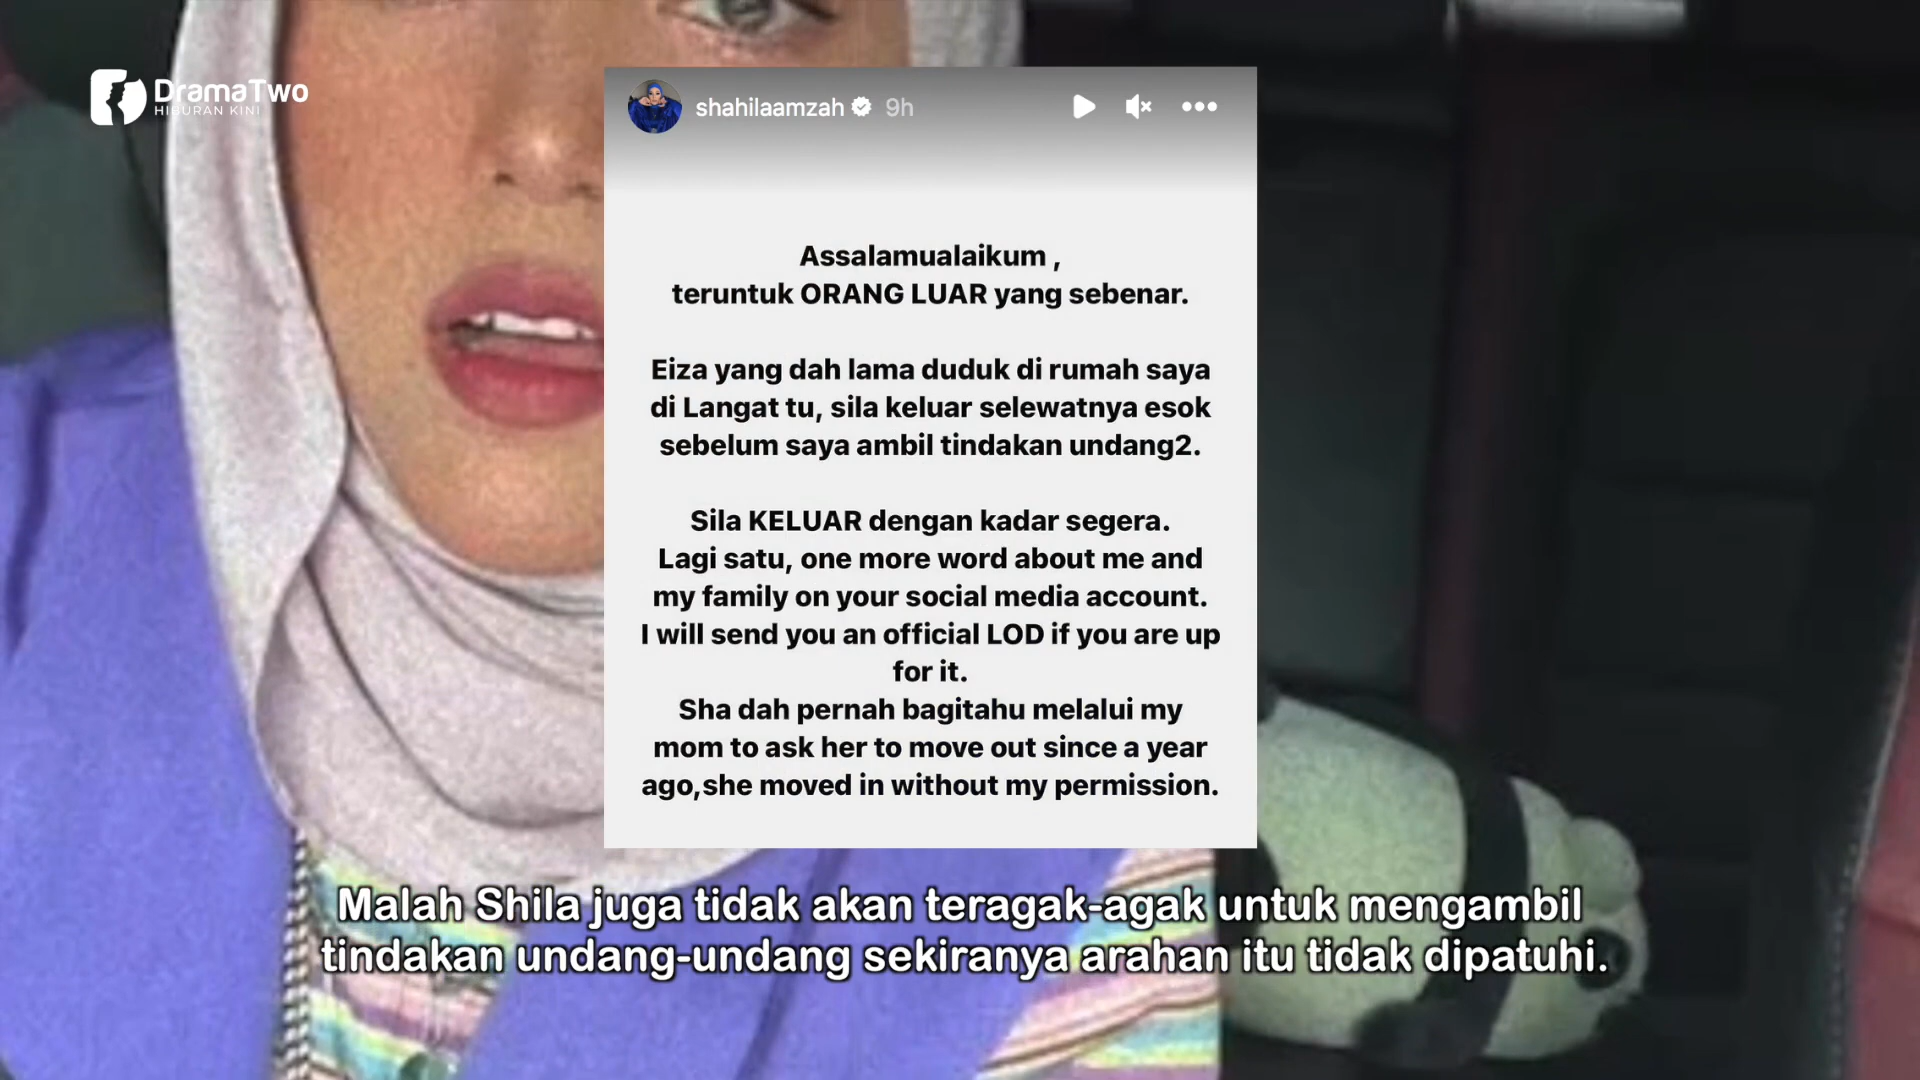 DramaTwo
HIBURAN KINI
shahilaamzah 9h
Assalamualaikum ,
teruntuk ORANG LUAR yang sebenar.
Eiza yang dah lama duduk di rumah saya
di Langat tu, sila keluar selewatnya esok
sebelum saya ambil tindakan undang2.
Sila KELUAR dengan kadar segera.
Lagi satu, one more word about me and
my family on your social media account.
I will send you an official LOD if you are up
for it.
Sha dah pernah bagitahu melalui my
mom to ask her to move out since a year
ago,she moved in without my permission.
Malah Shila juga tidak akan teragak-agak untuk mengambil
tindakan undang-undang sekiranya arahan itu tidak dipatuhi.